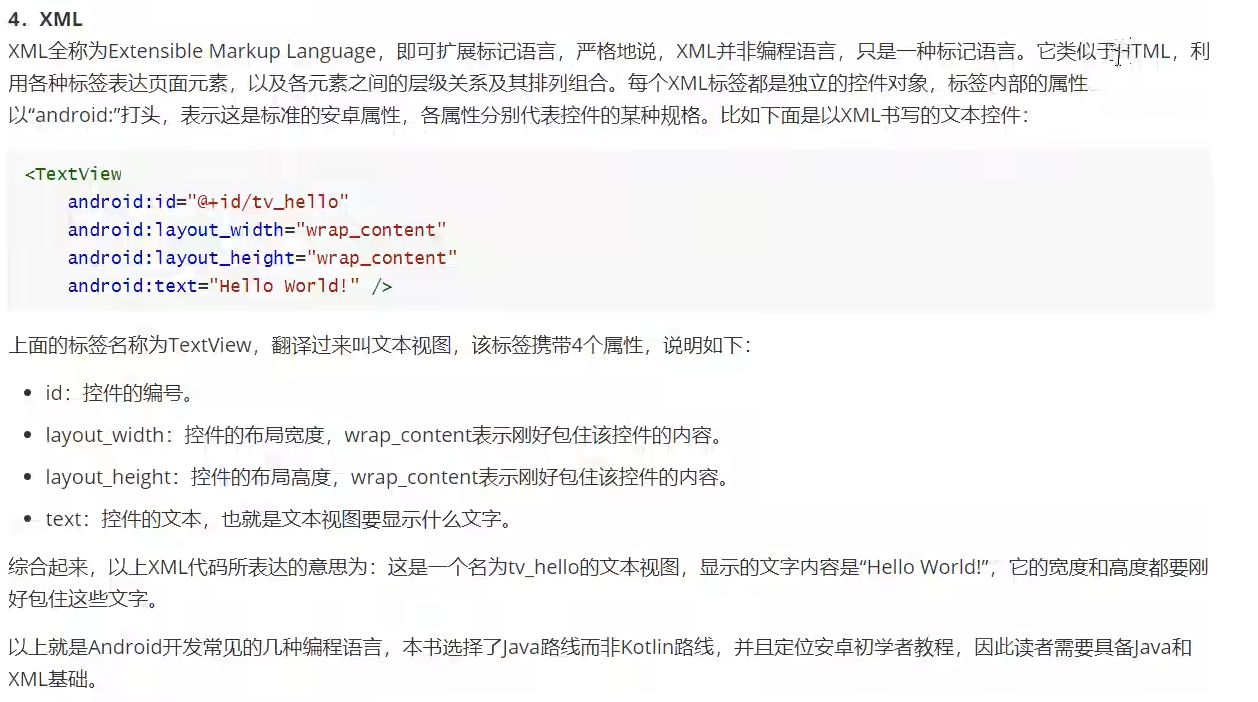 4．XML
XML全称为Extensible Markup Language，即可扩展标记语言，严格地说，XML并非编程语言，只是一种标记语言。它类似于HTML，利
用各种标签表达页面元素，以及各元素之间的层级关系及其排列组合。每个XML标签都是独立的控件对象，标签内部的属性
以“android:”打头，表示这是标准的安卓属性，各属性分别代表控件的某种规格。比如下面是以XML书写的文本控件：
<TextView
    android:id="@+id/tv_hello"
    android:layout_width="wrap_content"
    android:layout_height="wrap_content"
    android:text="Hello World!" />
上面的标签名称为TextView，翻译过来叫文本视图，该标签携带4个属性，说明如下：
• id：控件的编号。
• layout_width：控件的布局宽度，wrap_content表示刚好包住该控件的内容。
• layout_height：控件的布局高度，wrap_content表示刚好包住该控件的内容。
• text：控件的文本，也就是文本视图要显示什么文字。
综合起来，以上XML代码所表达的意思为：这是一个名为tv_hello的文本视图，显示的文字内容是“Hello World!”，它的宽度和高度都要刚
好包住这些文字。
以上就是Android开发常见的几种编程语言，本书选择了Java路线而非Kotlin路线，并且定位安卓初学者教程，因此读者需要具备Java和
XML基础。